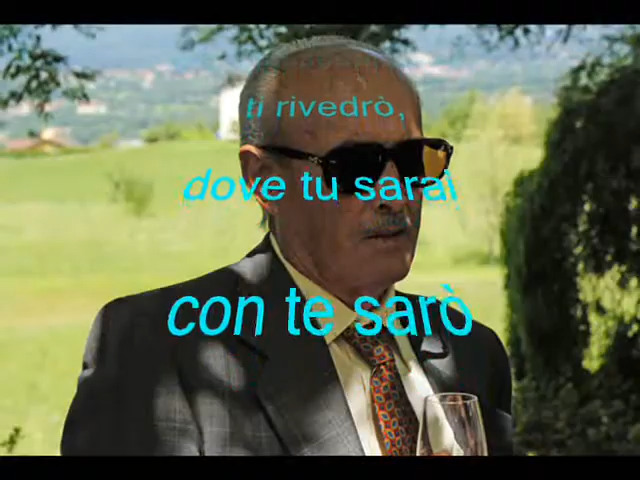 ti rivedrò,
dove tu sarai
con te sarò